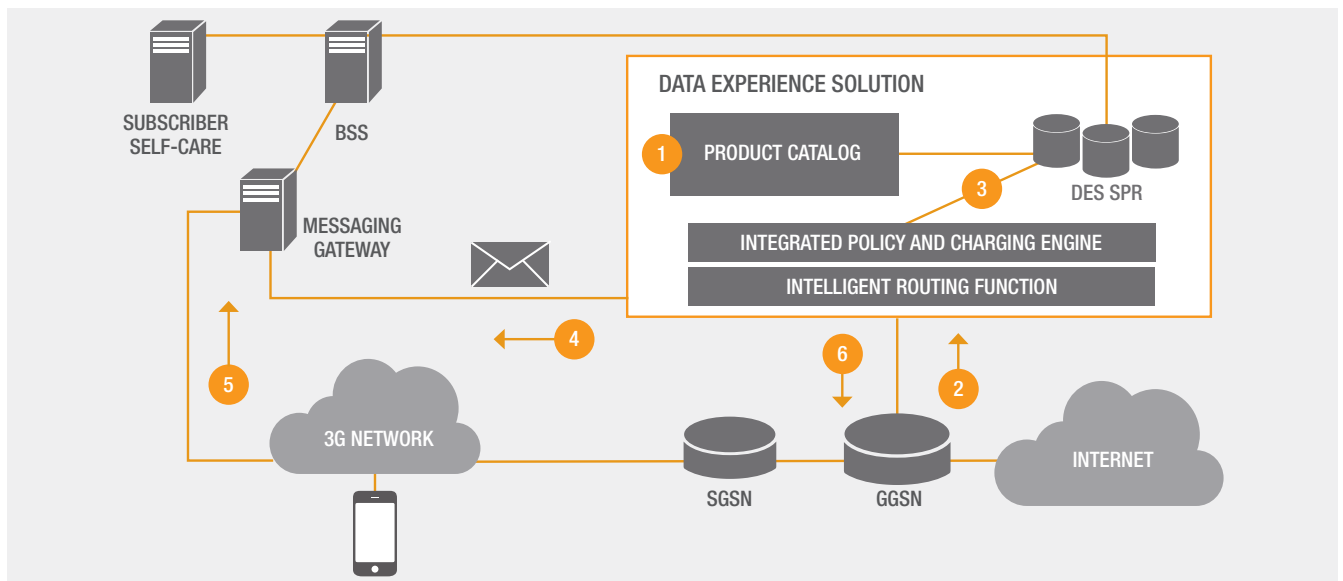 SUBSCRIBER
SELF-CARE
BSS
DATA EXPERIENCE SOLUTION
1
PRODUCT CATALOG
3
DES SPR
MESSAGING
GATEWAY
INTEGRATED POLICY AND CHARGING ENGINE
INTELLIGENT ROUTING FUNCTION
4
5
6
2
3G NETWORK
SGSN
GGSN
INTERNET